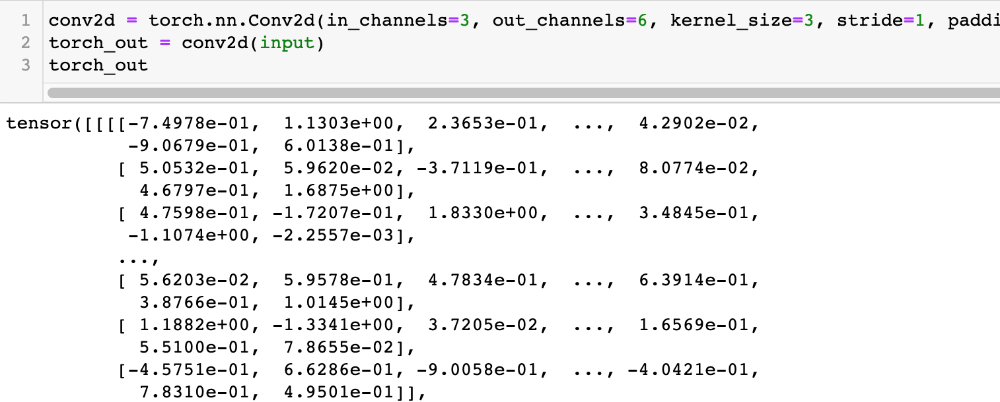 1 conv2d = torch.nn.Conv2d(in_channels=3, out_channels=6, kernel_size=3, stride=1, paddi
2 torch_out = conv2d(input)
3 torch_out
tensor([[[[-7.4978e-01,  1.1303e+00,  2.3653e-01,  ...,  4.2902e-02,
           -9.0679e-01,  6.0138e-01],
          [ 5.0532e-01,  5.9620e-02, -3.7119e-01,  ...,  8.0774e-02,
            4.6797e-01,  1.6875e+00],
          [ 4.7598e-01, -1.7207e-01,  1.8330e+00,  ...,  3.4845e-01,
           -1.1074e+00, -2.2557e-03],
          ...,
          [ 5.6203e-02,  5.9578e-01,  4.7834e-01,  ...,  6.3914e-01,
            3.8766e-01,  1.0145e+00],
          [ 1.1882e+00, -1.3341e+00,  3.7205e-02,  ...,  1.6569e-01,
            5.5100e-01,  7.8655e-02],
          [-4.5751e-01,  6.6286e-01, -9.0058e-01,  ..., -4.0421e-01,
            7.8310e-01,  4.9501e-01]],